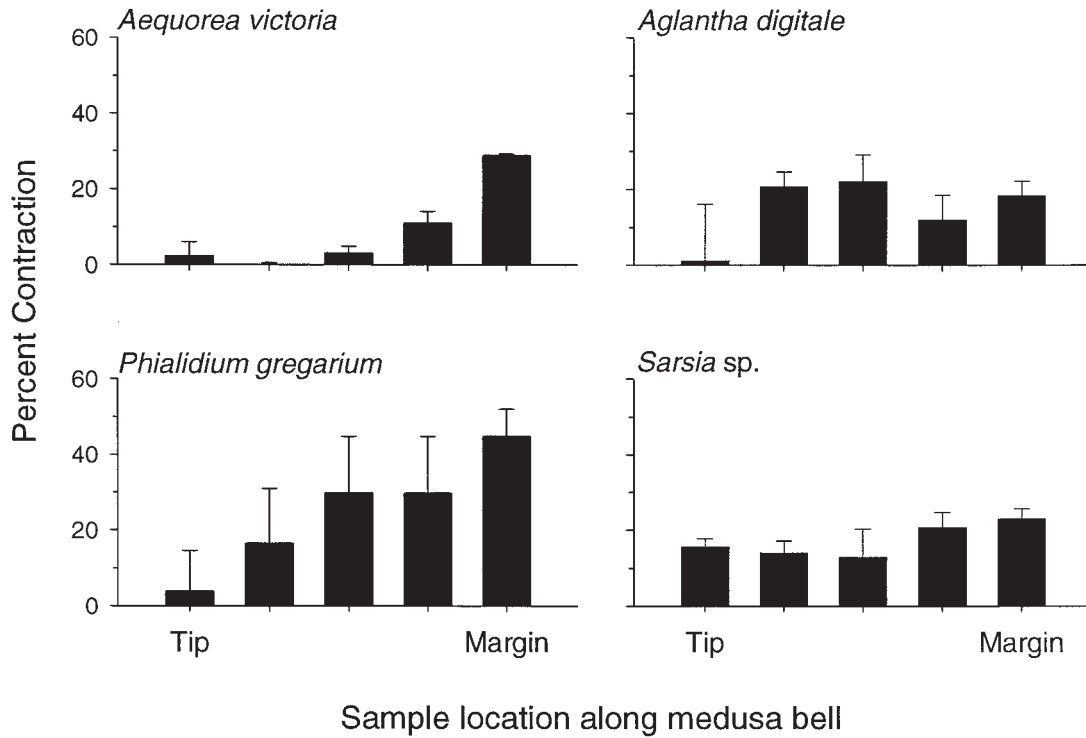 Aequorea victoria
Aglantha digitale
60
40
20
0
Phialidium gregarium
Sarsia sp.
60
40
20
0
Percent Contraction
Tip
Margin
Tip
Margin
Sample location along medusa bell